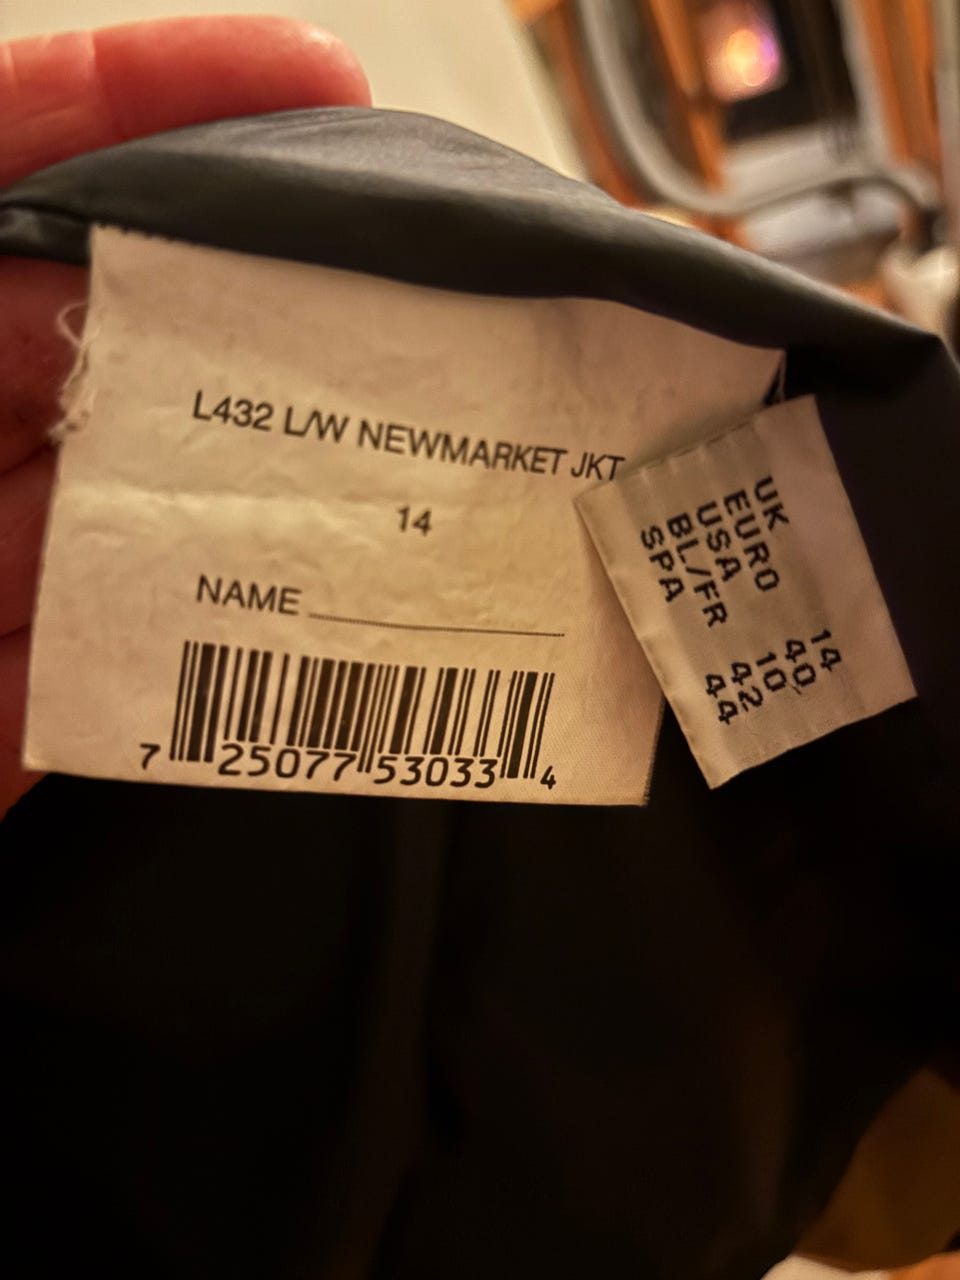 L432 L/W NEWMARKET JKT
14
NAME
7 25077 53033 4
UK 14
EURO 40
USA 10
BL/FR 42
SPA 44